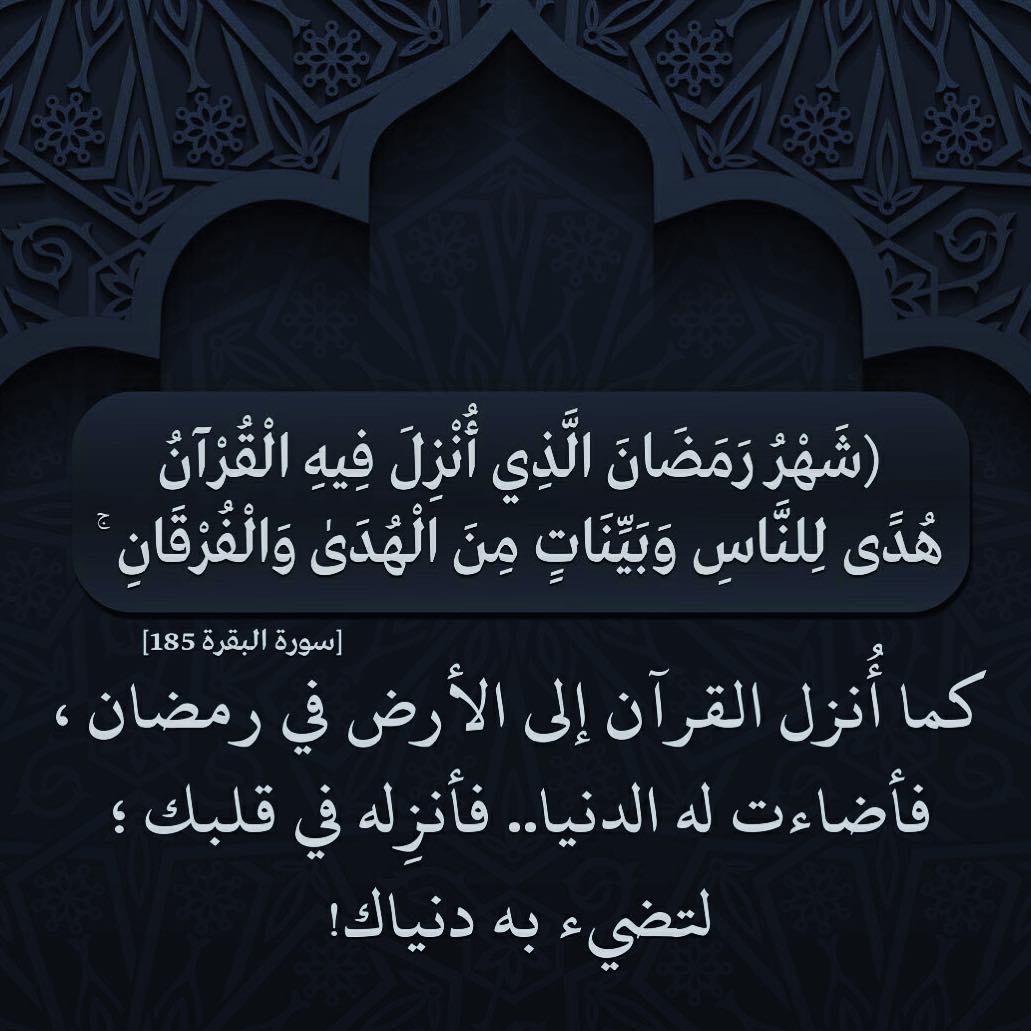 (شَهْرُ رَمَضَانَ الَّذِي أُنْزِلَ فِيهِ الْقُرْآنُ
هُدًى لِلنَّاسِ وَبَيِّنَاتٍ مِنَ الْهُدَىٰ وَالْفُرْقَانِ ۚ
[سورة البقرة 185]
كما أُنزل القرآن إلى الأرض في رمضان ،
فأضاءت له الدنيا.. فأنزِله في قلبك ؛
لتضيء به دنياك!